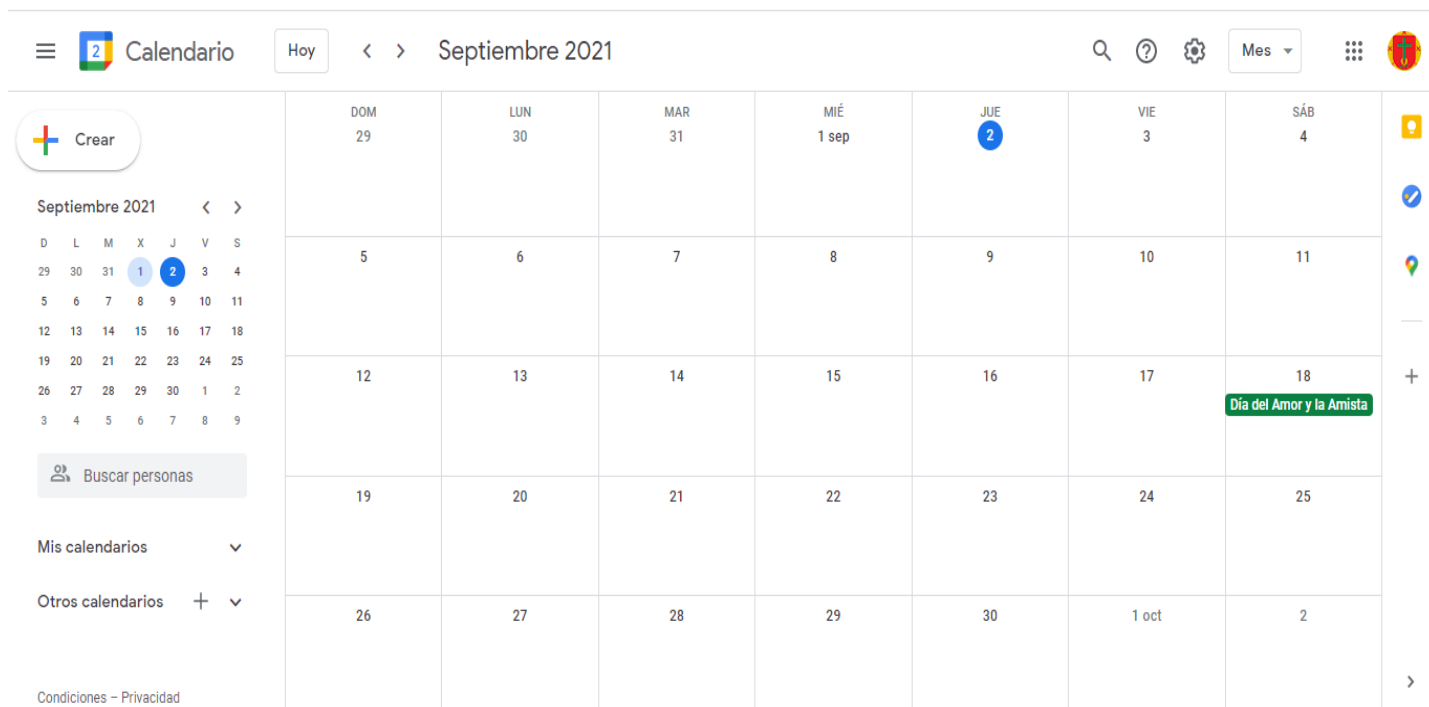 2 Calendario Hoy Septiembre 2021 Mes
Crear
Septiembre 2021
D L M X J V S
29 30 31 1 2 3 4
5 6 7 8 9 10 11
12 13 14 15 16 17 18
19 20 21 22 23 24 25
26 27 28 29 30 1 2
3 4 5 6 7 8 9
Buscar personas
Mis calendarios
Otros calendarios
Condiciones – Privacidad
DOM LUN MAR MIÉ JUE VIE SÁB
29 30 31 1 sep 2 3 4
5 6 7 8 9 10 11
12 13 14 15 16 17 18
Día del Amor y la Amista
19 20 21 22 23 24 25
26 27 28 29 30 1 oct 2